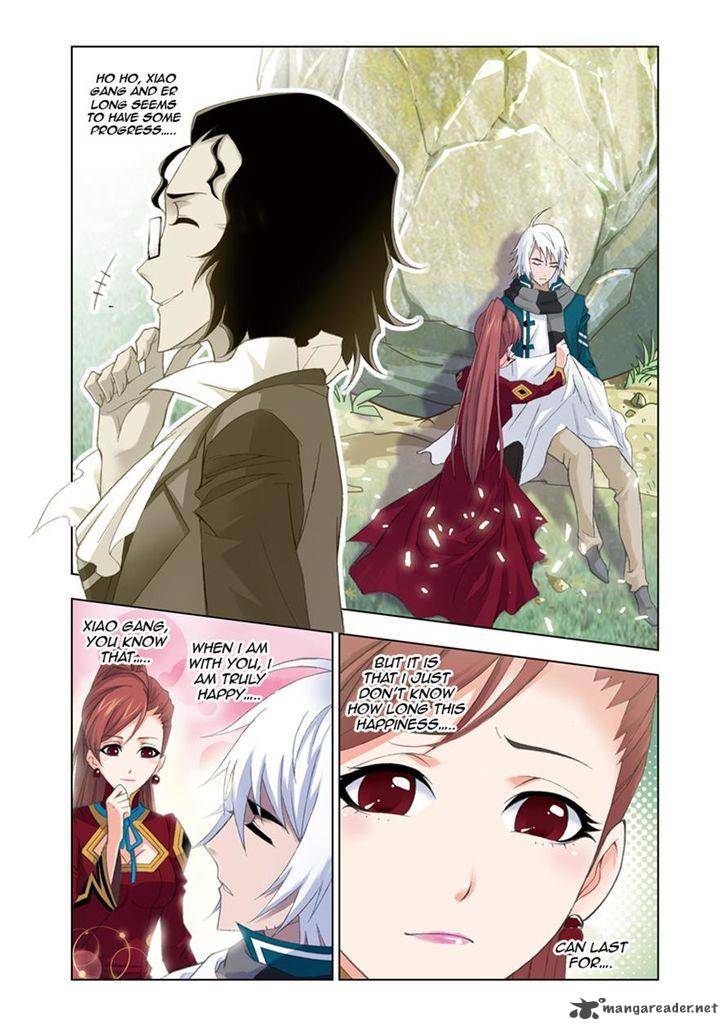 HO HO, XIAO
GANG AND ER
LONG SEEMS
TO HAVE SOME
PROGRESS.....
XIAO GANG,
YOU KNOW
THAT.....
WHEN I AM
WITH YOU, I
AM TRULY
HAPPY.....
BUT IT IS
THAT I JUST
DON'T KNOW
HOW LONG THIS
HAPPINESS.....
CAN LAST
FOR....
mangareader.net